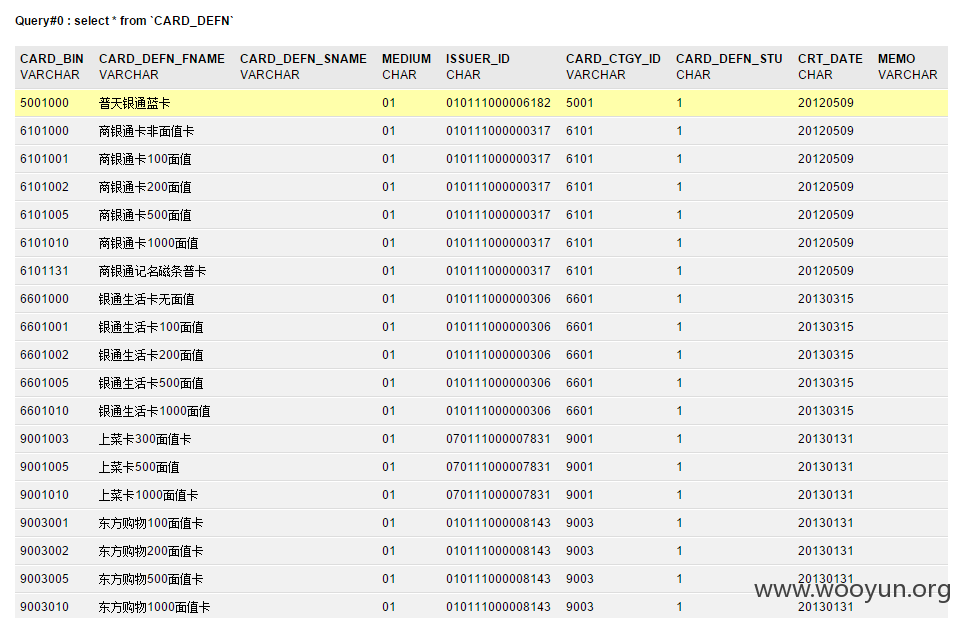 Query#0 : select * from `CARD_DEFN`
CARD_BIN CARD_DEFN_FNAME CARD_DEFN_SNAME MEDIUM ISSUER_ID CARD_CTGY_ID CARD_DEFN_STU CRT_DATE MEMO
VARCHAR VARCHAR VARCHAR CHAR CHAR VARCHAR CHAR CHAR VARCHAR
5001000 普天银通蓝卡 01 010111000006182 5001 1 20120509
6101000 商银通卡非面值卡 01 010111000000317 6101 1 20120509
6101001 商银通卡100面值 01 010111000000317 6101 1 20120509
6101002 商银通卡200面值 01 010111000000317 6101 1 20120509
6101005 商银通卡500面值 01 010111000000317 6101 1 20120509
6101010 商银通卡1000面值 01 010111000000317 6101 1 20120509
6101131 商银通记名磁条普卡 01 010111000000317 6101 1 20120509
6601000 银通生活卡无面值 01 010111000000306 6601 1 20130315
6601001 银通生活卡100面值 01 010111000000306 6601 1 20130315
6601002 银通生活卡200面值 01 010111000000306 6601 1 20130315
6601005 银通生活卡500面值 01 010111000000306 6601 1 20130315
6601010 银通生活卡1000面值 01 010111000000306 6601 1 20130315
9001003 上菜卡300面值卡 01 070111000007831 9001 1 20130131
9001005 上菜卡500面值 01 070111000007831 9001 1 20130131
9001010 上菜卡1000面值卡 01 070111000007831 9001 1 20130131
9003001 东方购物100面值卡 01 010111000008143 9003 1 20130131
9003002 东方购物200面值卡 01 010111000008143 9003 1 20130131
9003005 东方购物500面值卡 01 010111000008143 9003 1 20130131
www.wooyun.org
9003010 东方购物1000面值卡 01 010111000008143 9003 1 20130131